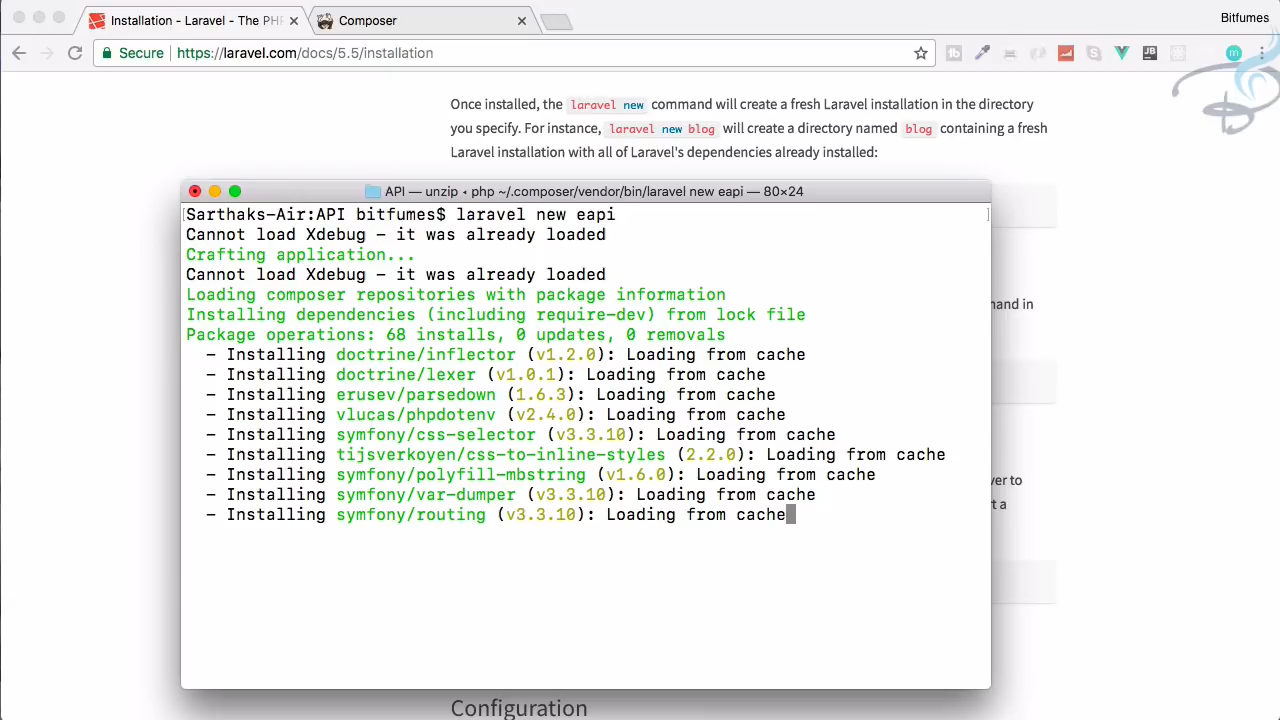 Installation - Laravel - The PHP
Composer
Bitfumes
Secure
https://laravel.com/docs/5.5/installation
Once installed, the laravel new command will create a fresh Laravel installation in the directory
you specify. For instance, laravel new blog will create a directory named blog containing a fresh
Laravel installation with all of Laravel's dependencies already installed:
API — unzip ◂ php ~/.composer/vendor/bin/laravel new eapi — 80×24
Sarthaks-Air:API bitfumes$ laravel new eapi
Cannot load Xdebug - it was already loaded
Crafting application...
Cannot load Xdebug - it was already loaded
Loading composer repositories with package information
Installing dependencies (including require-dev) from lock file
Package operations: 68 installs, 0 updates, 0 removals
- Installing doctrine/inflector (v1.2.0): Loading from cache
- Installing doctrine/lexer (v1.0.1): Loading from cache
- Installing erusev/parsedown (1.6.3): Loading from cache
- Installing vlucas/phpdotenv (v2.4.0): Loading from cache
- Installing symfony/css-selector (v3.3.10): Loading from cache
- Installing tijsverkoyen/css-to-inline-styles (2.2.0): Loading from cache
- Installing symfony/polyfill-mbstring (v1.6.0): Loading from cache
- Installing symfony/var-dumper (v3.3.10): Loading from cache
- Installing symfony/routing (v3.3.10): Loading from cache
in
to
a
Configuration